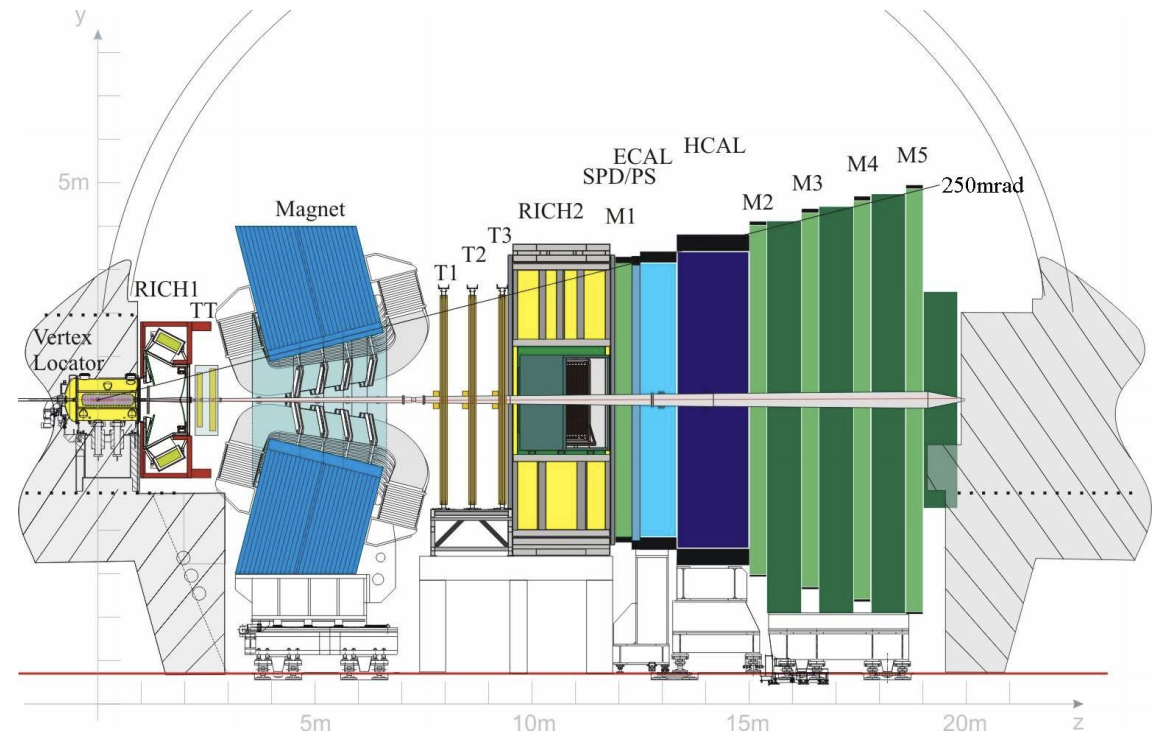 y
5m
ECAL
HCAL
SPD/PS
M5
M4
M3
M2
250mrad
Magnet
RICH2
M1
T3
T2
T1
RICH1
TT
Vertex
Locator
5m
10m
15m
20m
z